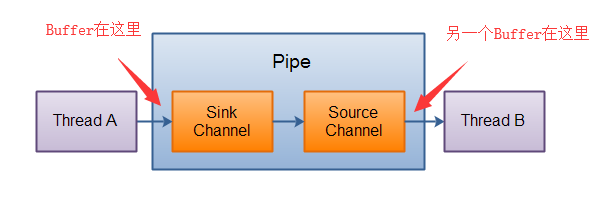 Buffer在这里
另一个Buffer在这里
Pipe
Thread A
Sink
Channel
Source
Channel
Thread B